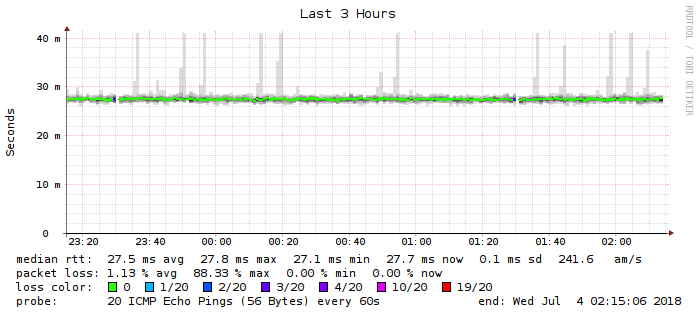 Last 3 Hours
RRDTOOL / TOBI OETIKER
Seconds
40 m
30 m
20 m
10 m
0
23:20 23:40 00:00 00:20 00:40 01:00 01:20 01:40 02:00
median rtt: 27.5 ms avg 27.8 ms max 27.1 ms min 27.7 ms now 0.1 ms sd 241.6 am/s
packet loss: 1.13 % avg 88.33 % max 0.00 % min 0.00 % now
loss color: 0 1/20 2/20 3/20 4/20 10/20 19/20
probe: 20 ICMP Echo Pings (56 Bytes) every 60s end: Wed Jul 4 02:15:06 2018